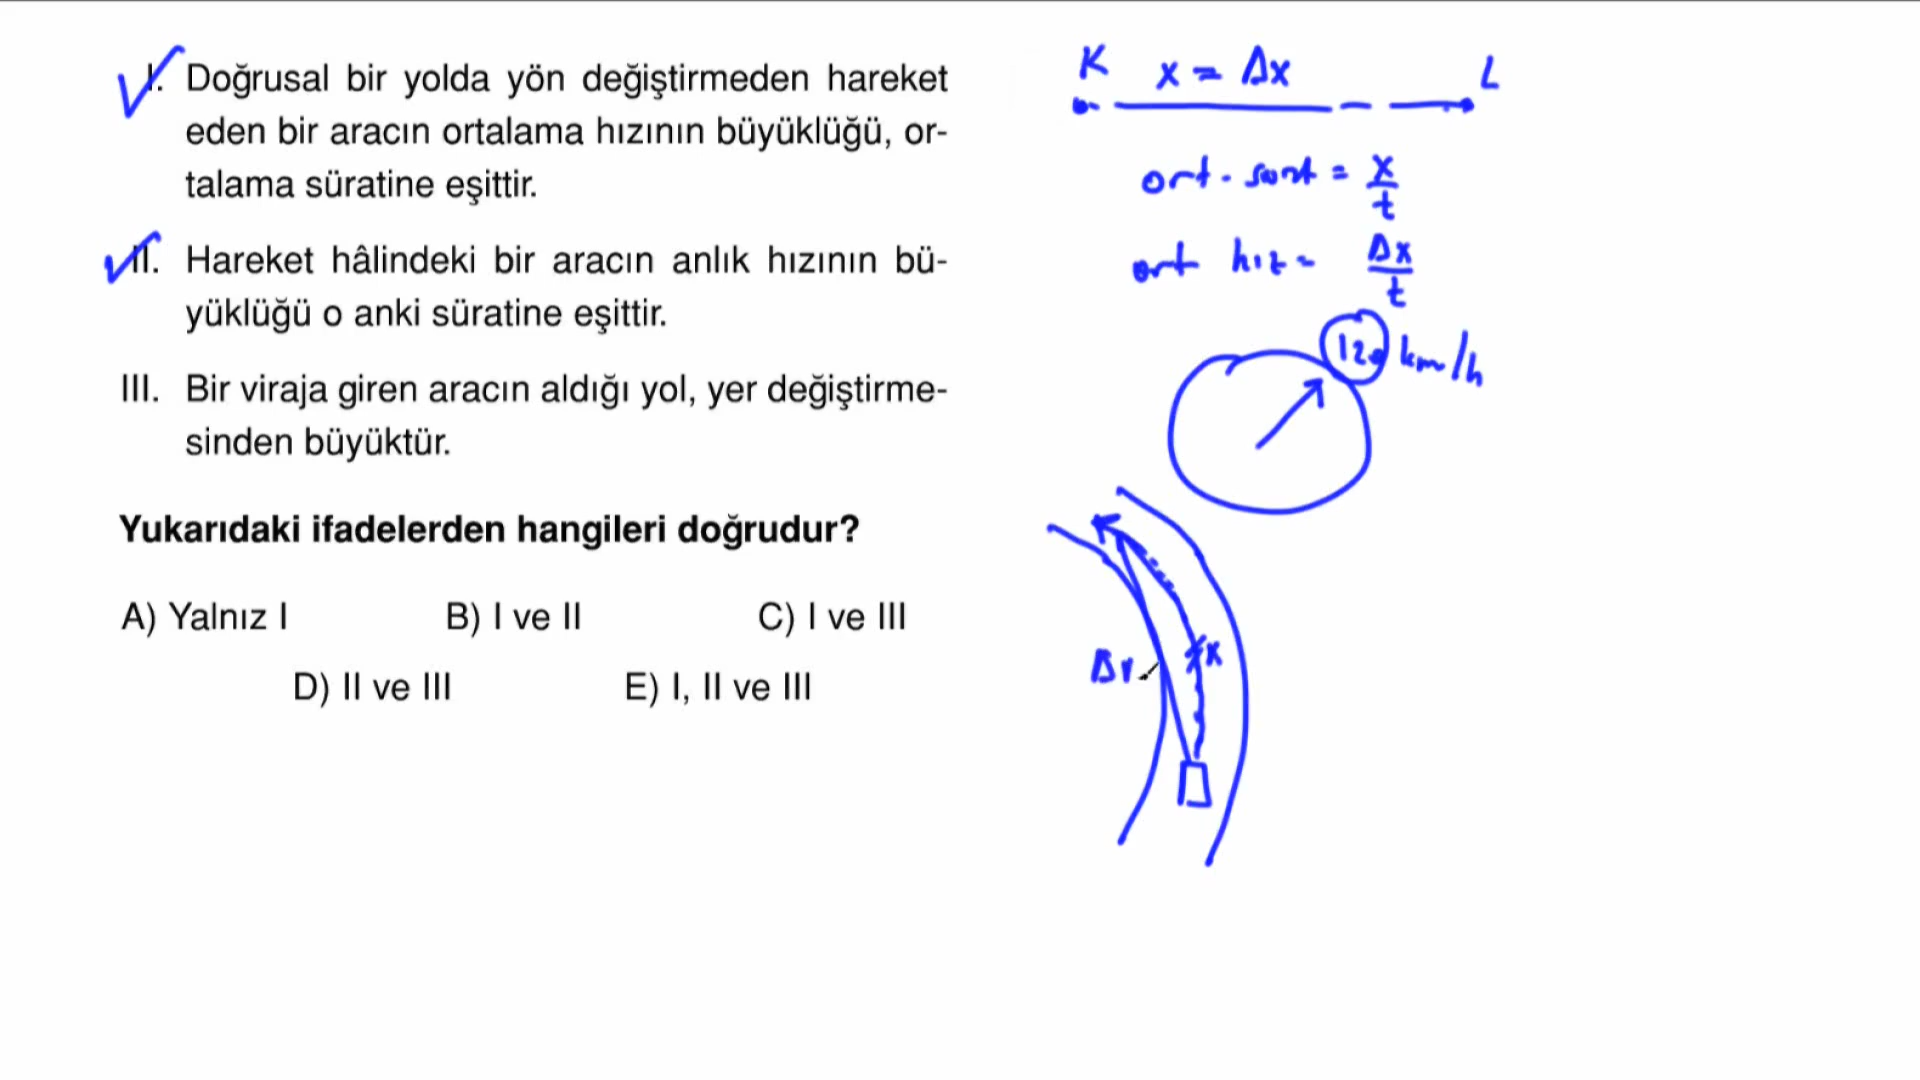 I. Doğrusal bir yolda yön değiştirmeden hareket
eden bir aracın ortalama hızının büyüklüğü, or-
talama süratine eşittir.
II. Hareket hâlindeki bir aracın anlık hızının bü-
yüklüğü o anki süratine eşittir.
III. Bir viraja giren aracın aldığı yol, yer değiştirme-
sinden büyüktür.
Yukarıdaki ifadelerden hangileri doğrudur?
A) Yalnız I B) I ve II C) I ve III
D) II ve III E) I, II ve III
K x = Δx L
ort. sürat = x/t
ort hız = Δx/t
120 km/h
x